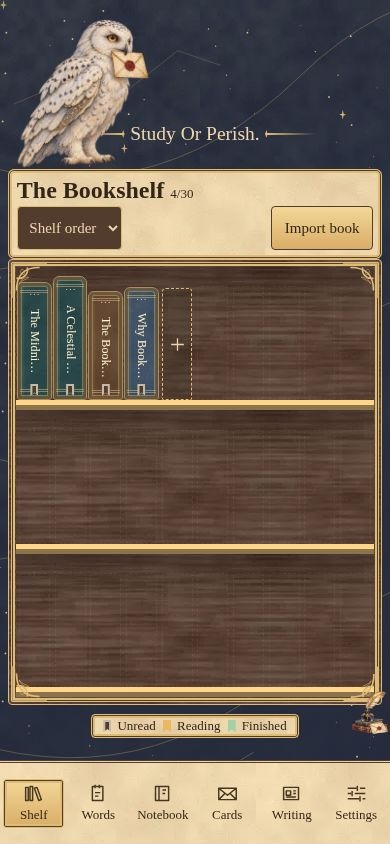 Study Or Perish.
The Bookshelf 4/30
Shelf order
Import book
The Midni...
A Celestial ...
The Book...
Why Book...
+
Unread Reading Finished
Shelf Words Notebook Cards Writing Settings